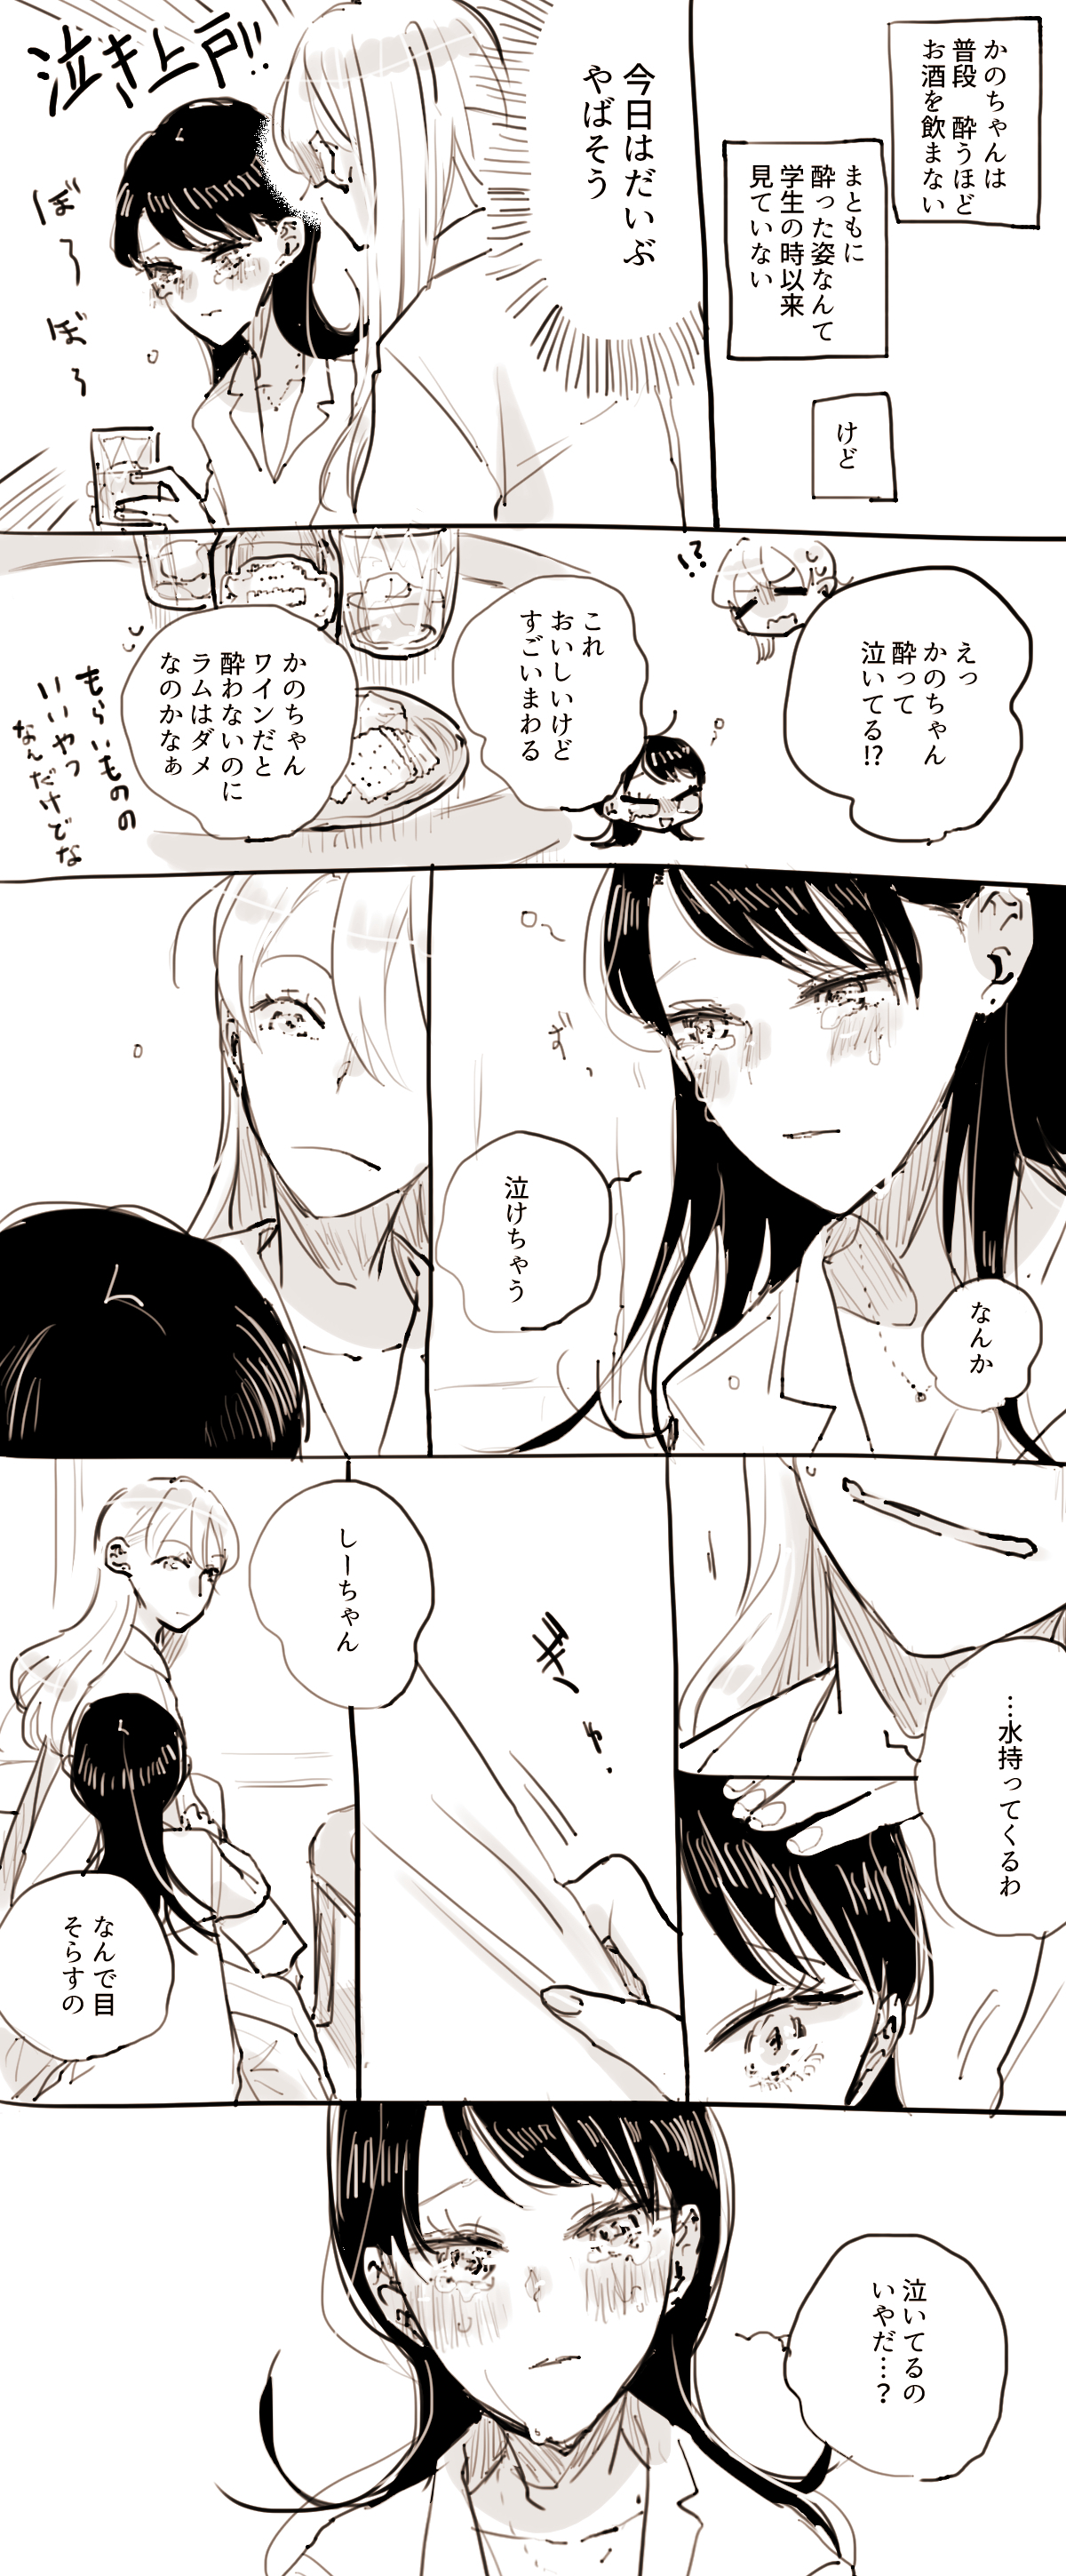 かのちゃんは
普段　酔うほど
お酒を飲まない
まともに
酔った姿なんて
学生の時以来
見ていない
けど
今日はだいぶ
やばそう
泣き上戸!!
ぼろ
ぼろ
えっ
かのちゃん
酔って
泣いてる!?
!?
これ
おいしいけど
すごいまわる
かのちゃん
ワインだと
酔わないのに
ラムはダメ
なのかなぁ
もらいものの
いいやつ
なんだけどな
なんか
ず
泣けちゃう
…水持ってくるわ
ぎゅ
しーちゃん
なんで目
そらすの
泣いてるの
いやだ…？